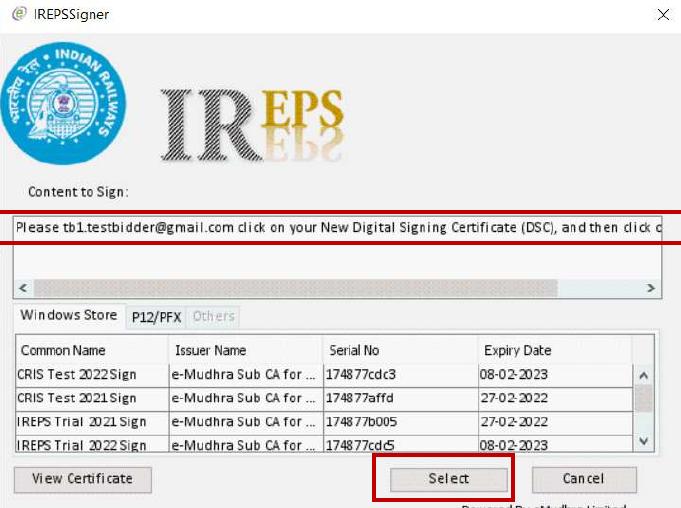 IREPSSigner
INDIAN RAILWAYS
भारतीय रेल
IREPS
Content to Sign:
Please tb1.testbidder@gmail.com click on your New Digital Signing Certificate (DSC), and then click
Windows Store P12/PFX Others
Common Name Issuer Name Serial No Expiry Date
CRIS Test 2022 Sign e-Mudhra Sub CA for ... 174877cdc3 08-02-2023
CRIS Test 2021 Sign e-Mudhra Sub CA for ... 174877affd 27-02-2022
IREPS Trial 2021 Sign e-Mudhra Sub CA for ... 174877b005 27-02-2022
IREPS Trial 2022 Sign e-Mudhra Sub CA for ... 174877cdc5 08-02-2023
View Certificate Select Cancel